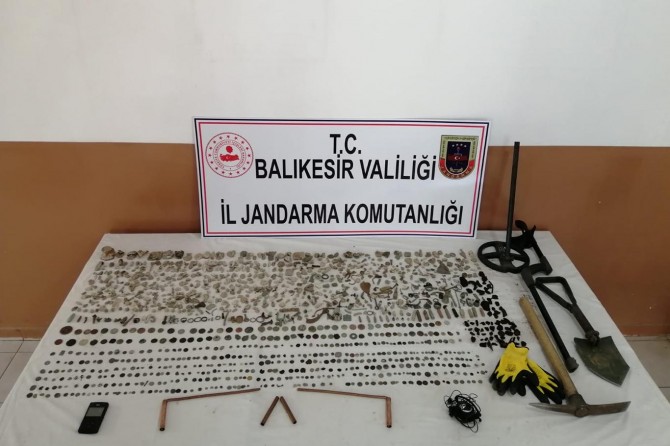 T.C.
BALIKESİR VALİLİĞİ
İL JANDARMA KOMUTANLIĞI